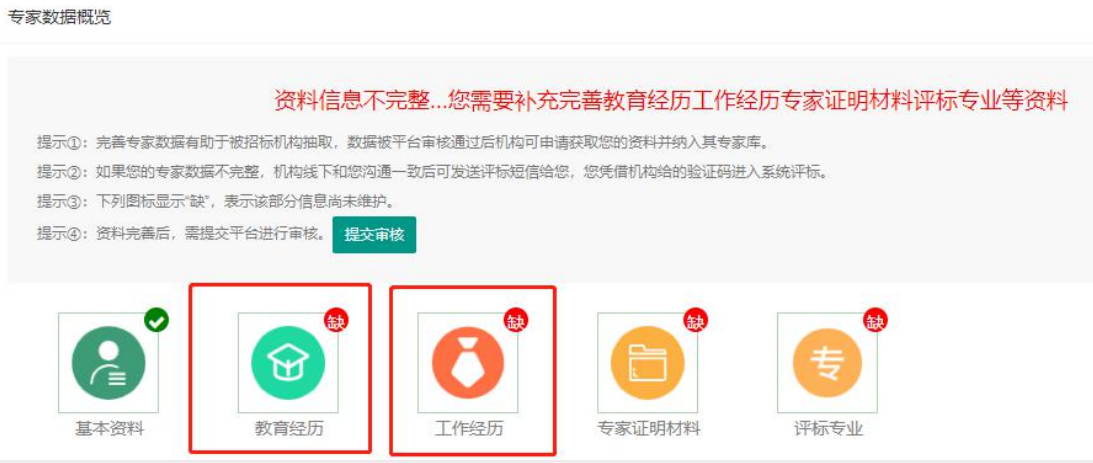 专家数据概览
资料信息不完整...您需要补充完善教育经历工作经历专家证明材料评标专业等资料
提示①：完善专家数据有助于被招标机构抽取，数据被平台审核通过后机构可申请获取您的资料并纳入其专家库。
提示②：如果您的专家数据不完整，机构线下和您沟通一致后可发送评标短信给您，您凭借机构给的验证码进入系统评标。
提示③：下列图标显示“缺”，表示该部分信息尚未维护。
提示④：资料完善后，需提交平台进行审核。 提交审核
缺 缺 缺 缺
专
基本资料 教育经历 工作经历 专家证明材料 评标专业